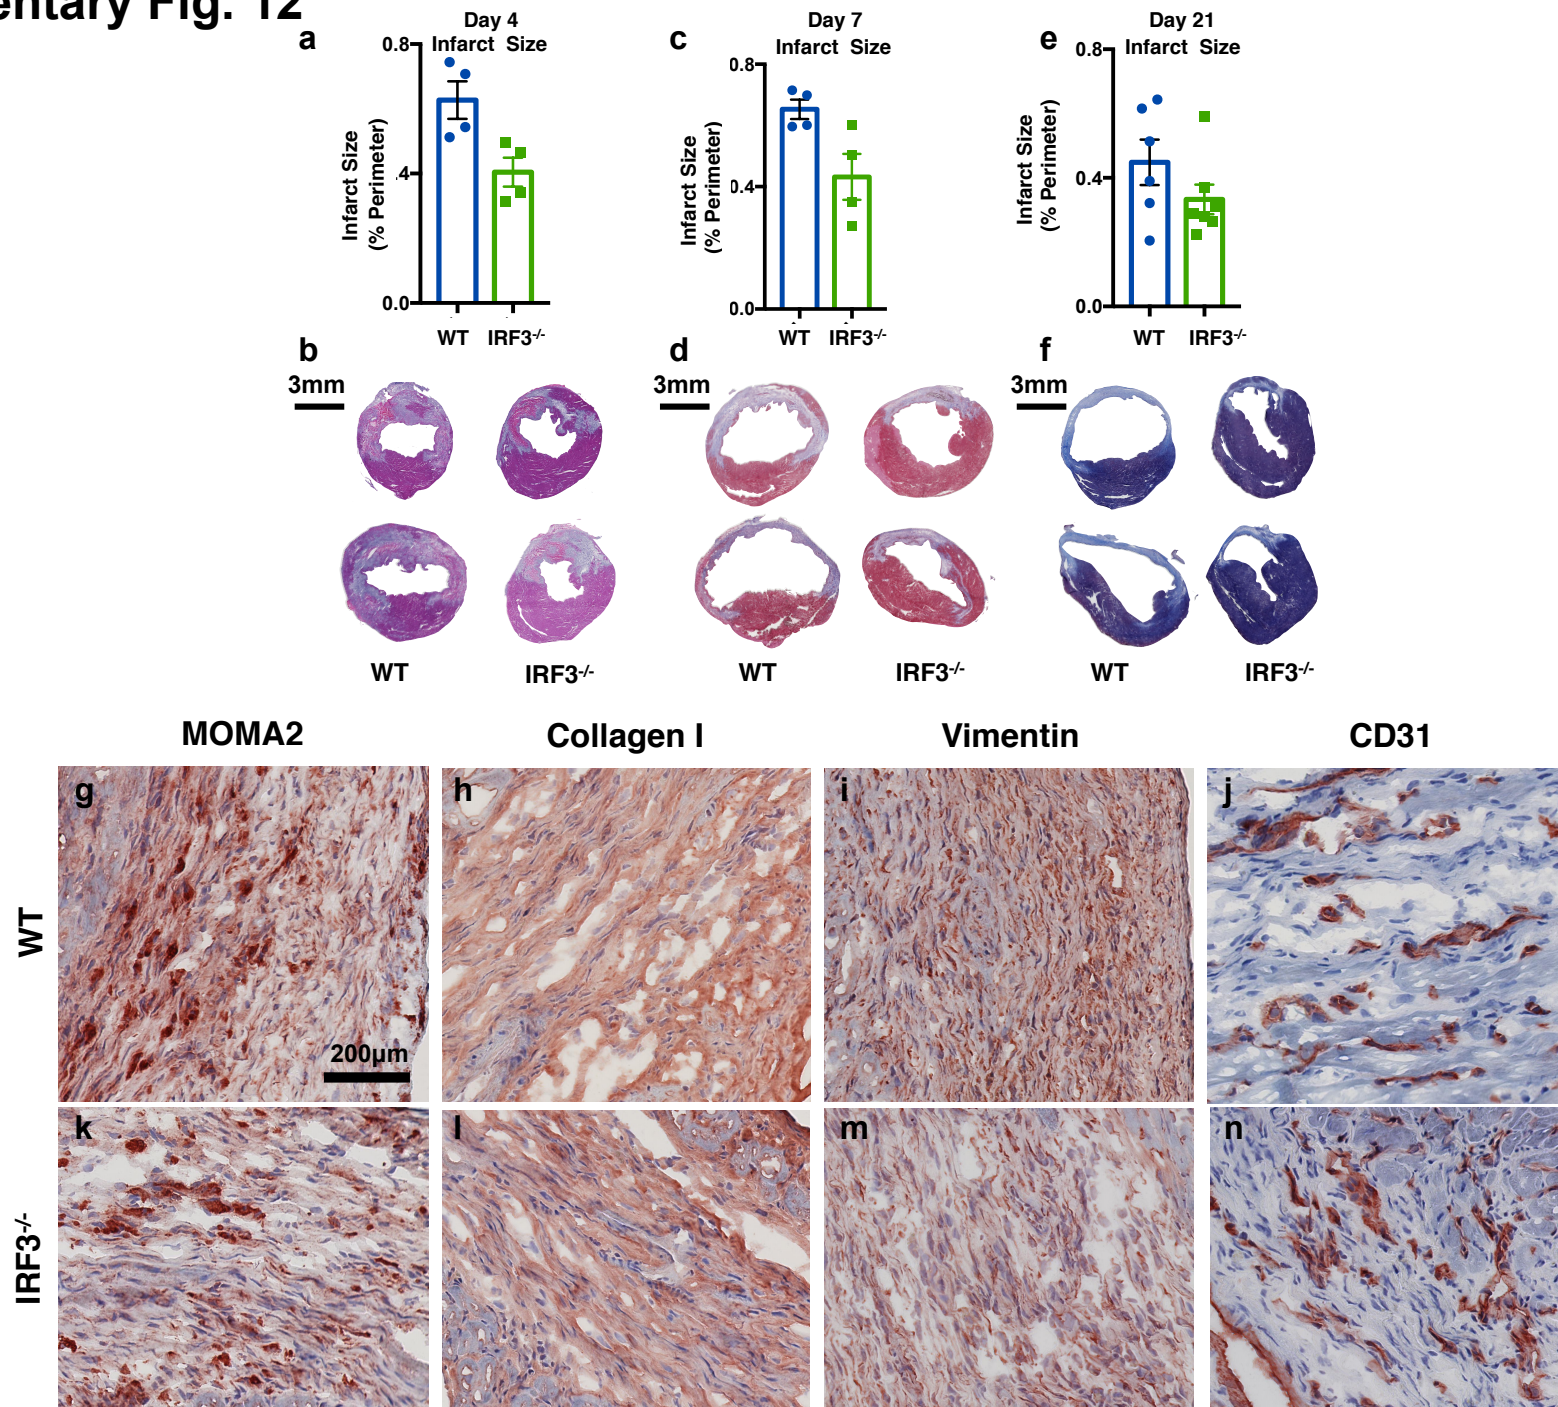 entary Fig. 12
a
Day 4
Infarct Size
0.8
.4
0.0
Infarct Size
(% Perimeter)
WT IRF3-/-
c
Day 7
Infarct Size
0.8
0.4
0.0
Infarct Size
(% Perimeter)
WT IRF3-/-
e
Day 21
Infarct Size
0.8
0.4
0.0
Infarct Size
(% Perimeter)
WT IRF3-/-
b
3mm
WT IRF3-/-
d
3mm
WT IRF3-/-
f
3mm
WT IRF3-/-
MOMA2 Collagen I Vimentin CD31
WT
g h i j
200µm
IRF3-/-
k l m n